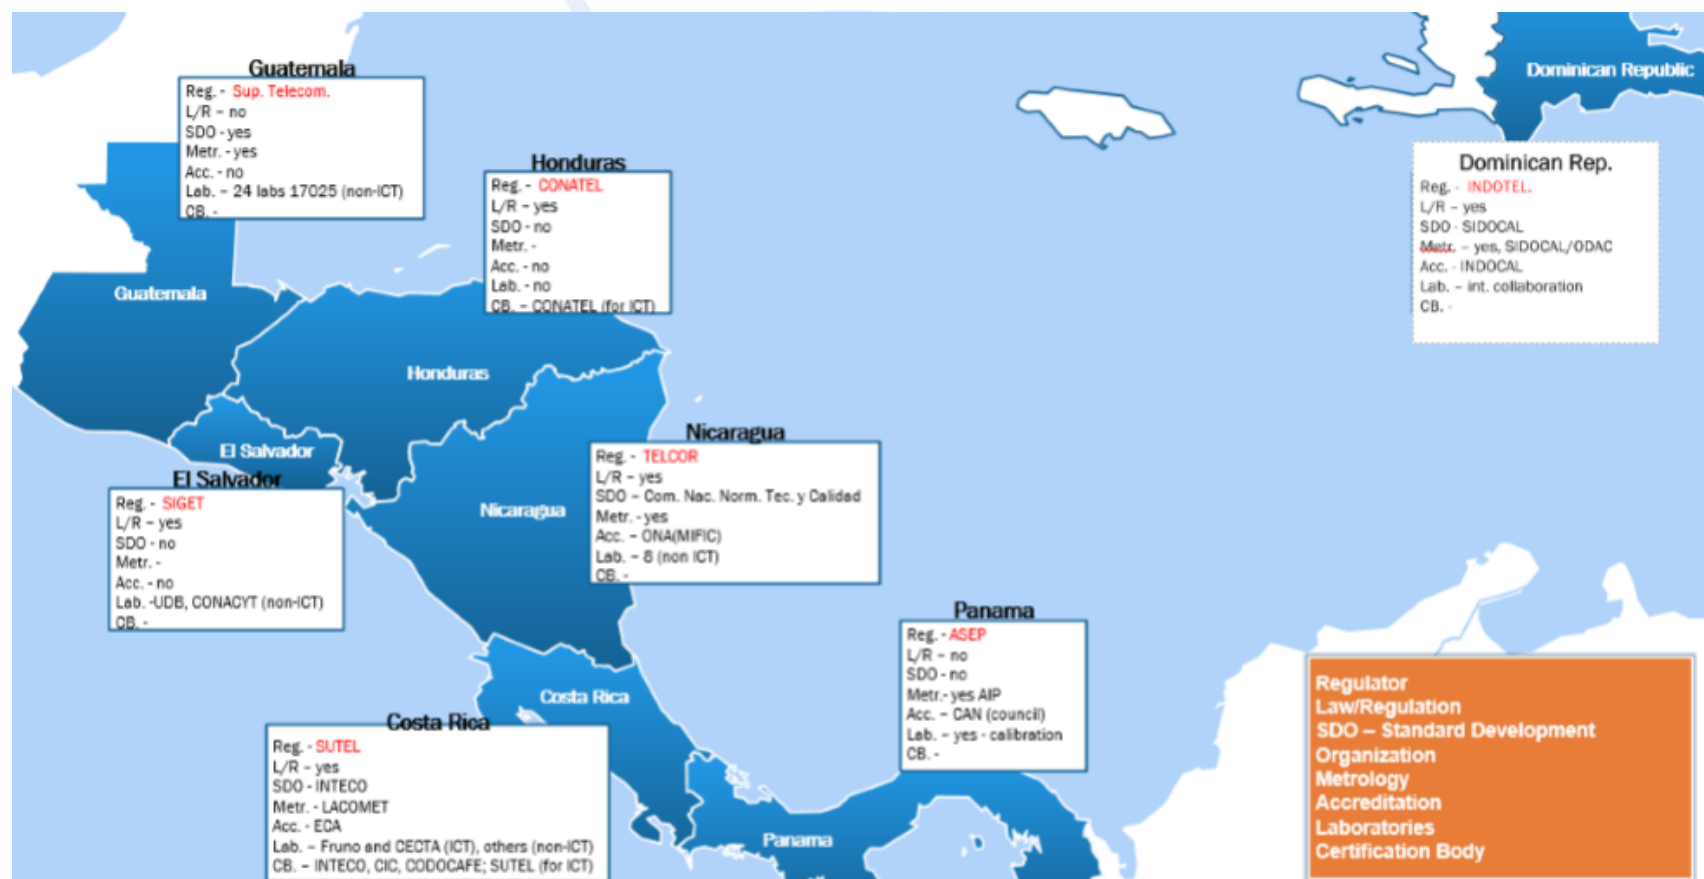 Guatemala
Reg. - Sup. Telecom.
L/R – no
SDO - yes
Metr. - yes
Acc. - no
Lab. – 24 labs 17025 (non-ICT)
CB. -
Honduras
Reg. - CONATEL
L/R – yes
SDO - no
Metr. -
Acc. - no
Lab. - no
CB. – CONATEL (for ICT)
Dominican Republic
Dominican Rep.
Reg. - INDOTEL.
L/R – yes
SDO - SIDOCAL
Metr. – yes, SIDOCAL/ODAC
Acc. - INDOCAL
Lab. – int. collaboration
CB. -
Guatemala
Honduras
El Salvador
El Salvador
Reg. - SIGET
L/R – yes
SDO - no
Metr. -
Acc. - no
Lab. -UDB, CONACYT (non-ICT)
CB. -
Nicaragua
Nicaragua
Reg. - TELCOR
L/R – yes
SDO – Com. Nac. Norm. Tec. y Calidad
Metr. - yes
Acc. – ONA(MIFIC)
Lab. – 8 (non ICT)
CB. -
Costa Rica
Costa Rica
Reg. - SUTEL
L/R – yes
SDO - INTECO
Metr. - LACOMET
Acc. - ECA
Lab. – Fruno and CECTA (ICT), others (non-ICT)
CB. – INTECO, CIC, CODOCAFE; SUTEL (for ICT)
Panama
Reg. - ASEP
L/R – no
SDO - no
Metr.- yes AIP
Acc. – CAN (council)
Lab. – yes - calibration
CB. -
Panama
Regulator
Law/Regulation
SDO – Standard Development
Organization
Metrology
Accreditation
Laboratories
Certification Body